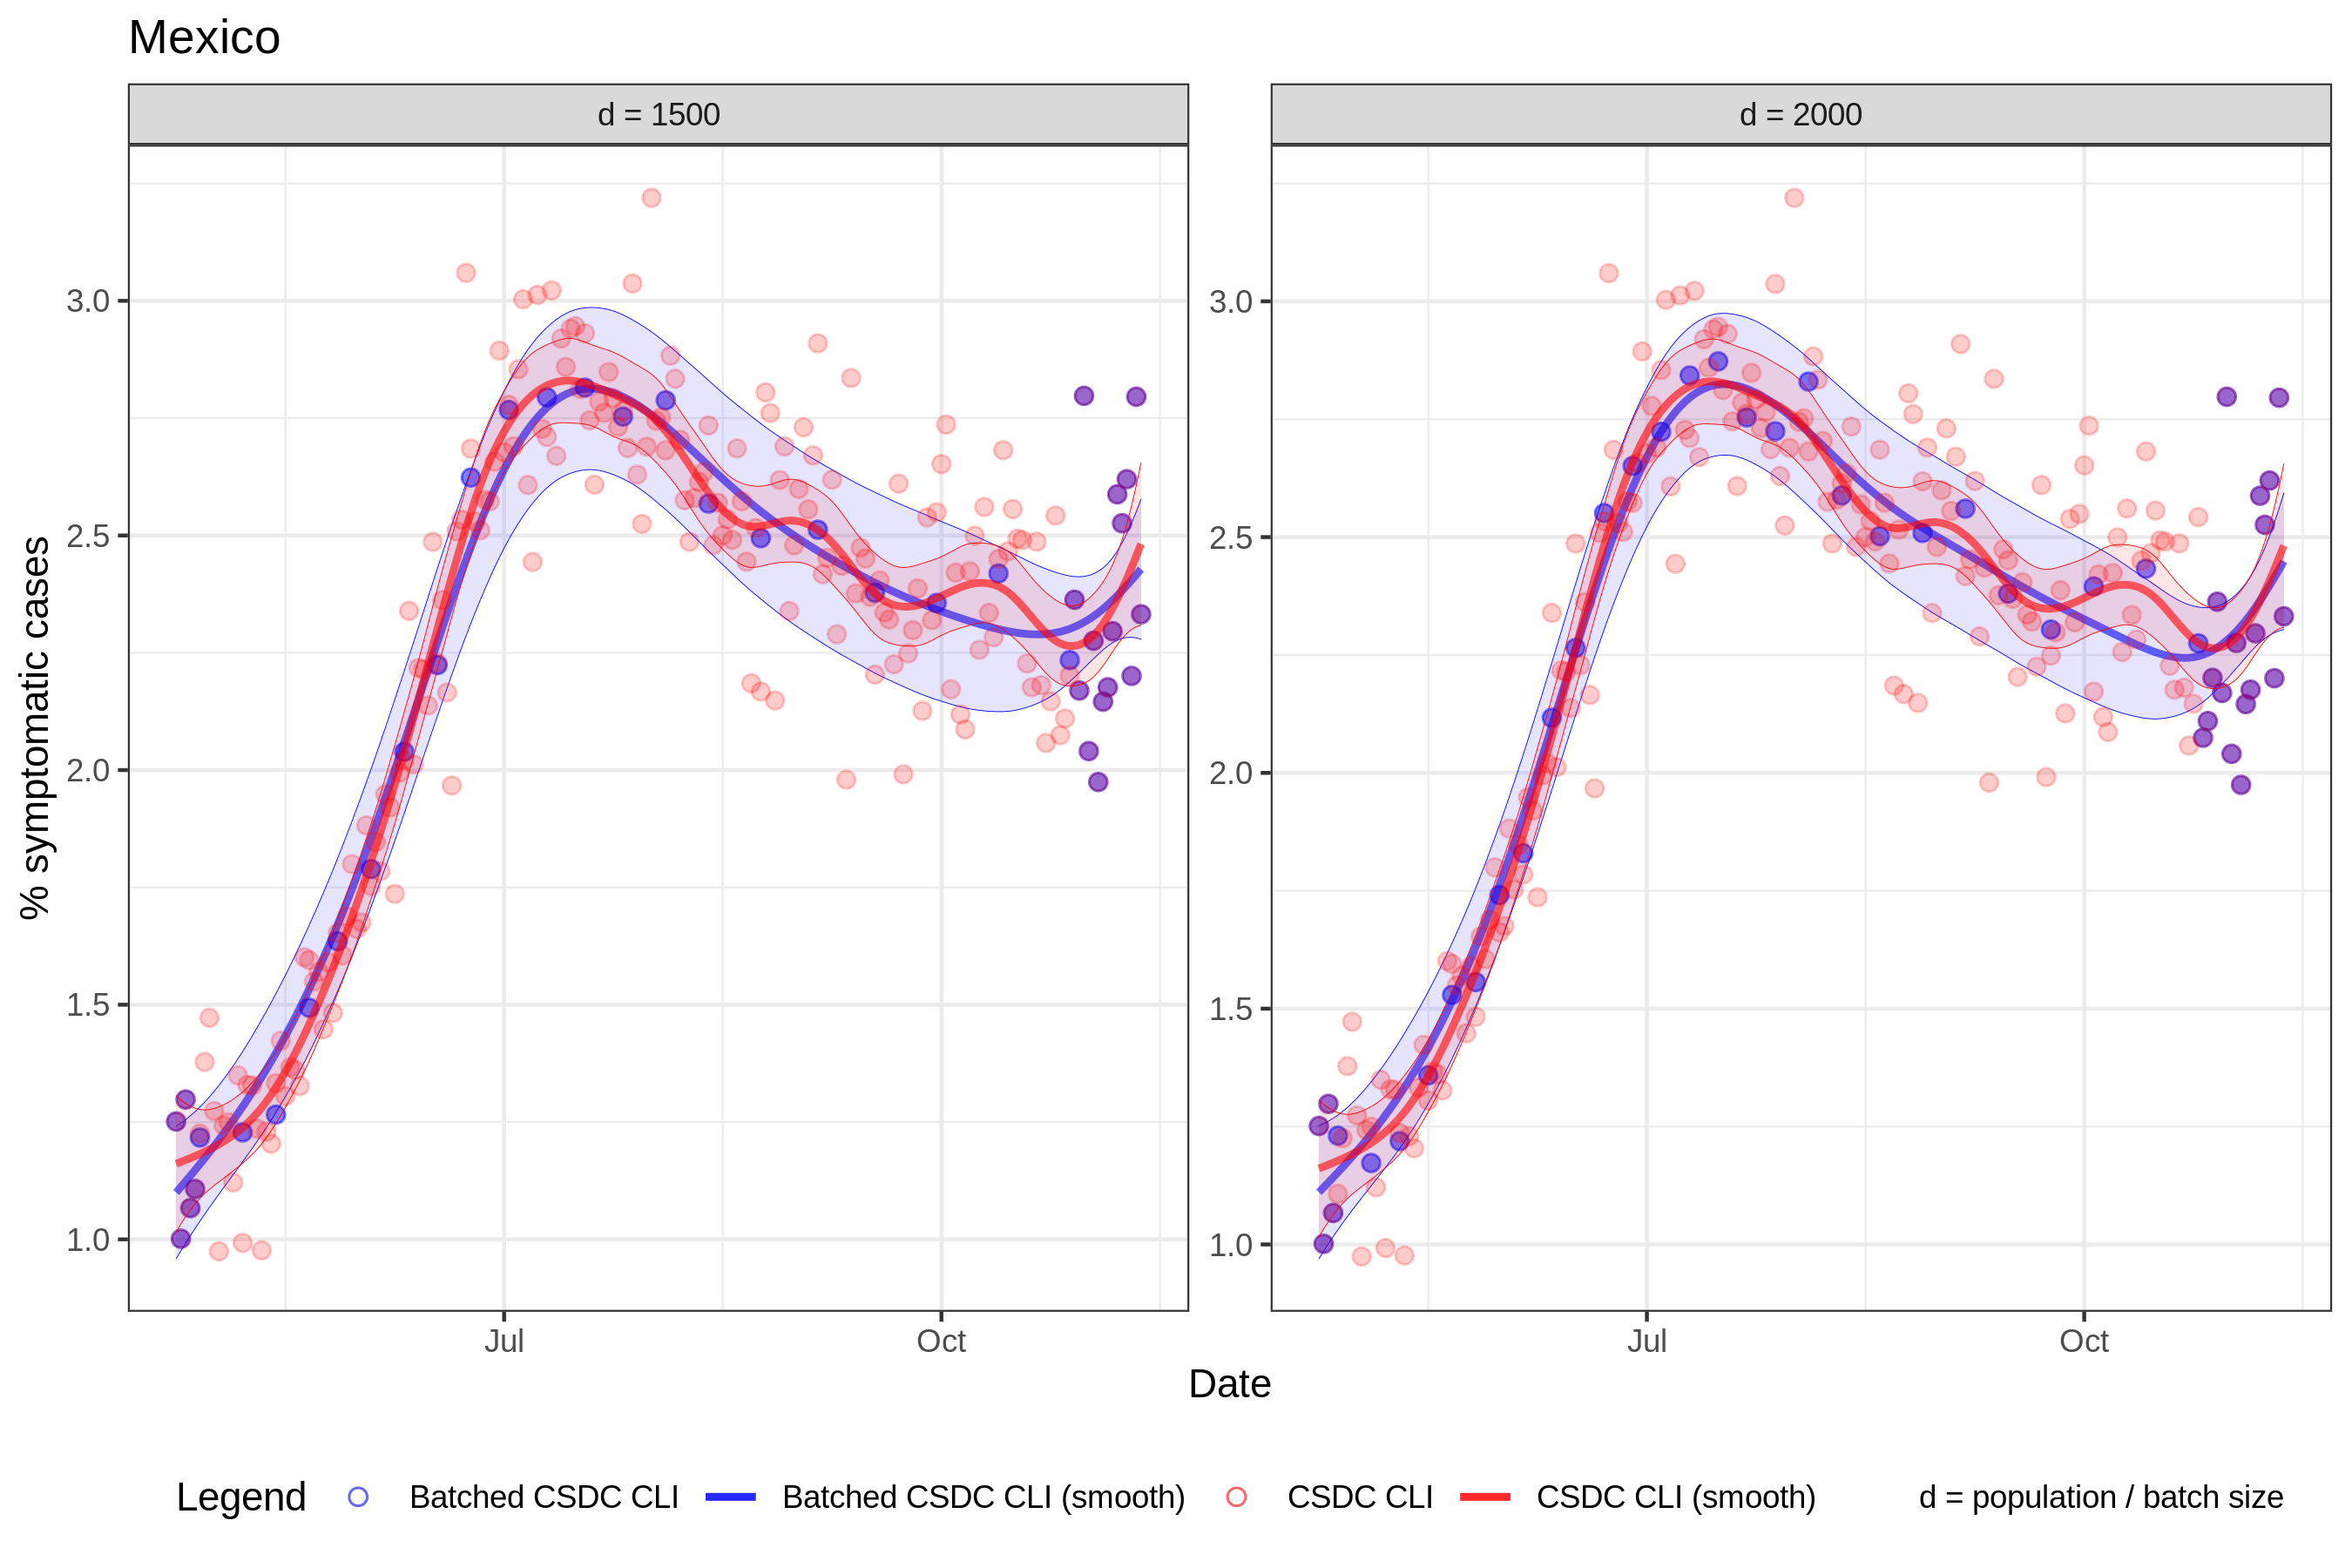 Mexico
d = 1500
d = 2000
% symptomatic cases
3.0
2.5
2.0
1.5
1.0
3.0
2.5
2.0
1.5
1.0
Jul
Oct
Jul
Oct
Date
Legend
Batched CSDC CLI
Batched CSDC CLI (smooth)
CSDC CLI
CSDC CLI (smooth)
d = population / batch size